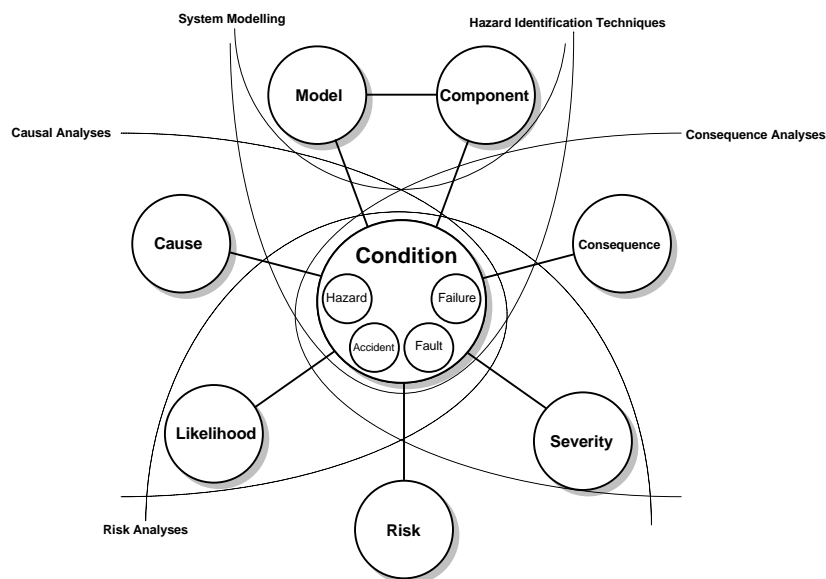 System Modelling
Hazard Identification Techniques
Model
Component
Causal Analyses
Consequence Analyses
Cause
Condition
Consequence
Hazard
Failure
Accident
Fault
Likelihood
Severity
Risk Analyses
Risk